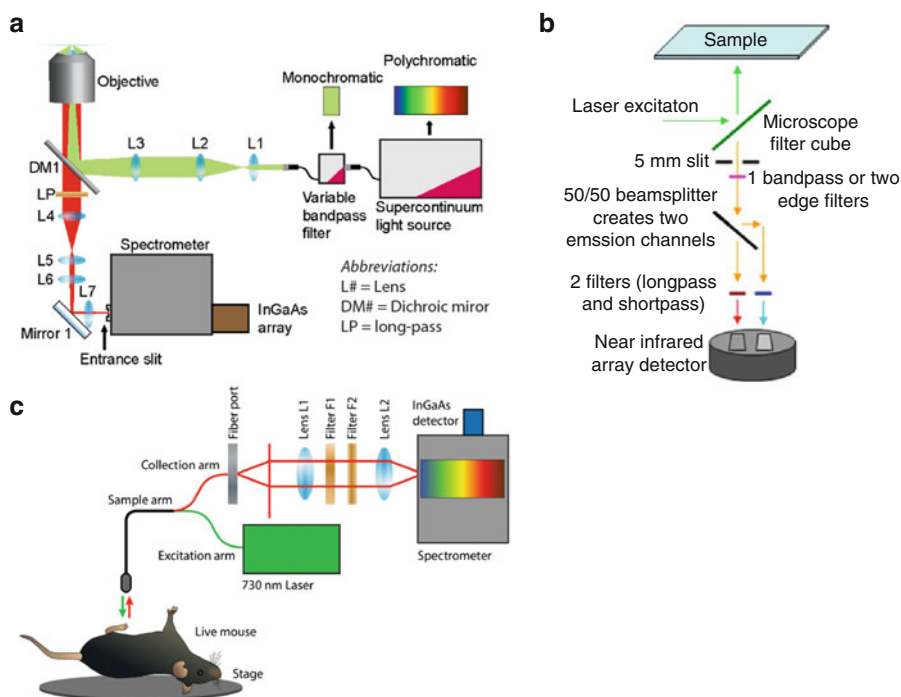 a
Objective
Monochromatic
Polychromatic
L3
L2
L1
DM1
LP
L4
Variable
bandpass
filter
Supercontinuum
light source
Spectrometer
L5
L6
L7
Mirror 1
Entrance slit
InGaAs
array
Abbreviations:
L# = Lens
DM# = Dichroic mirror
LP = long-pass
b
Sample
Laser excitaton
Microscope
filter cube
5 mm slit
1 bandpass or two
edge filters
50/50 beamsplitter
creates two
emssion channels
2 filters (longpass
and shortpass)
Near infrared
array detector
c
Fiber port
Lens L1
Filter F1
Filter F2
Lens L2
InGaAs
detector
Collection arm
Sample arm
Excitation arm
730 nm Laser
Spectrometer
Live mouse
Stage